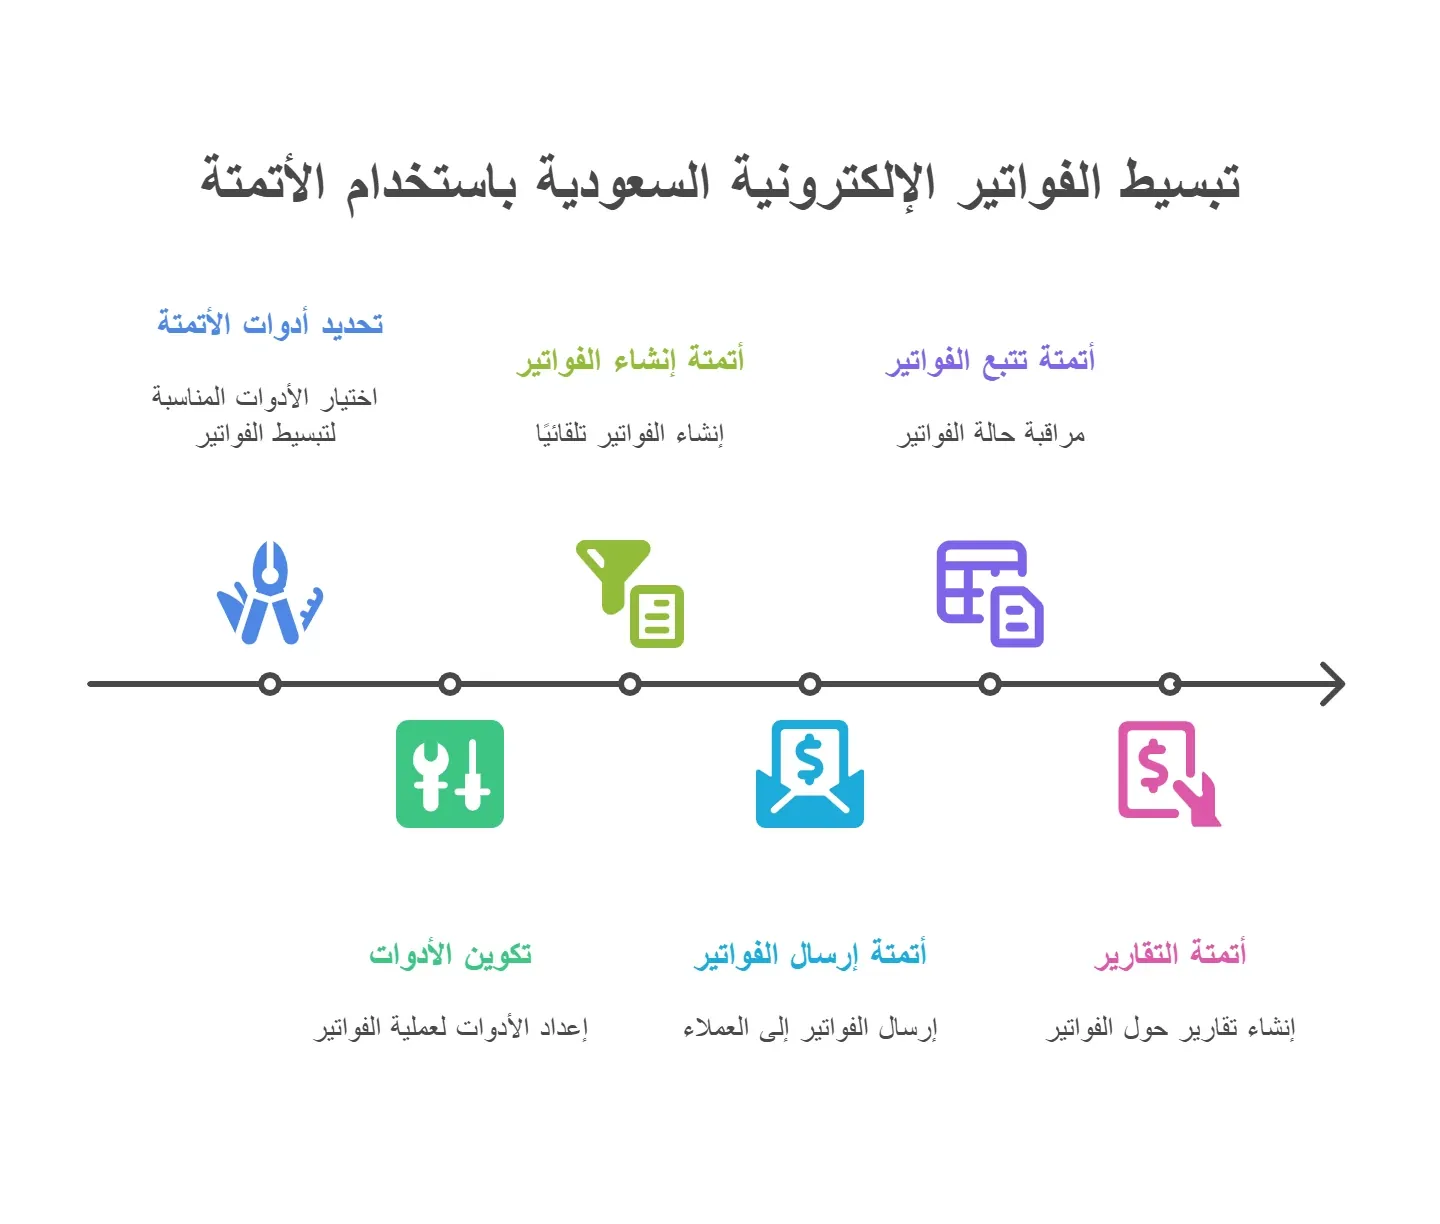 تبسيط الفواتير الإلكترونية السعودية باستخدام الأتمتة
تحديد أدوات الأتمتة
اختيار الأدوات المناسبة
لتبسيط الفواتير
تكوين الأدوات
إعداد الأدوات لعملية الفواتير
أتمتة إنشاء الفواتير
إنشاء الفواتير تلقائيًا
أتمتة إرسال الفواتير
إرسال الفواتير إلى العملاء
أتمتة تتبع الفواتير
مراقبة حالة الفواتير
أتمتة التقارير
إنشاء تقارير حول الفواتير